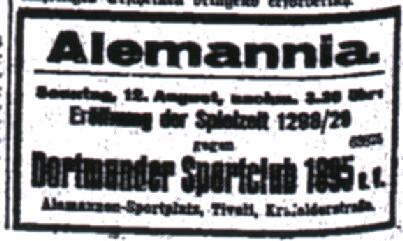 Alemannia.
Sonntag, 12. August, nachm. 3.30 Uhr:
Eröffnung der Spielzeit 1928/29
gegen
Dortmunder Sportclub 1895 e. V.
Alemannen-Sportplatz, Tivoli, Krefelderstraße.